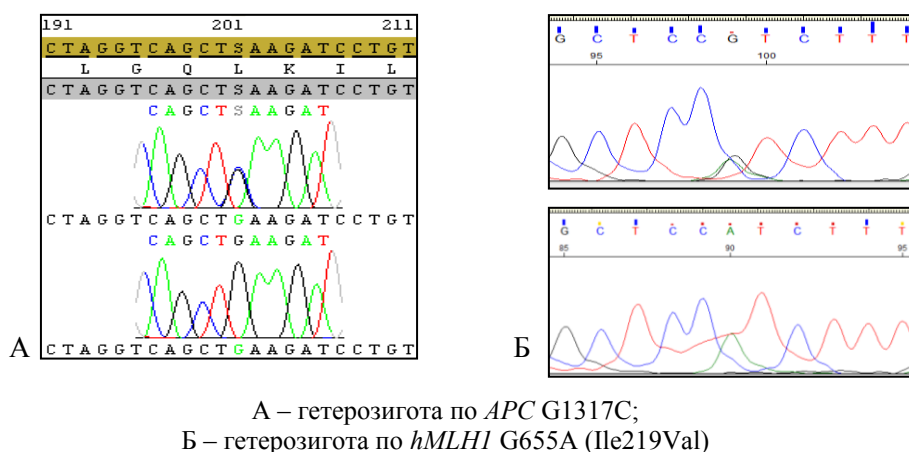 191 201 211
CTAGGTCAGCTSAAGATCCTGT
L G Q L K I L
CTAGGTCAGCTSAAGATCCTGT
CAGCTSAAGAT
CTAGGTCAGCTGAAGATCCTGT
CAGCTGAAGAT
CTAGGTCAGCTGAAGATCCTGT
А
G C T C C G T C T T T
95 100
G C T C C A T C T T T
85 90 95
Б
А – гетерозигота по APC G1317C;
Б – гетерозигота по hMLH1 G655A (Ile219Val)